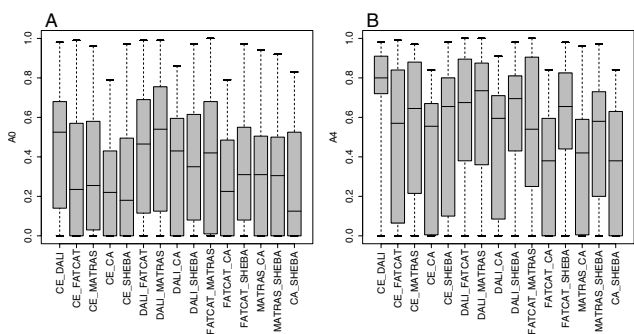 A
A0
1.0
0.8
0.6
0.4
0.2
0.0
CE_DALI
CE_FATCAT
CE_MATRAS
CE_CA
CE_SHEBA
DALI_FATCAT
DALI_MATRAS
DALI_CA
DALI_SHEBA
FATCAT_MATRAS
FATCAT_CA
FATCAT_SHEBA
MATRAS_CA
MATRAS_SHEBA
CA_SHEBA
B
A4
1.0
0.8
0.6
0.4
0.2
0.0
CE_DALI
CE_FATCAT
CE_MATRAS
CE_CA
CE_SHEBA
DALI_FATCAT
DALI_MATRAS
DALI_CA
DALI_SHEBA
FATCAT_MATRAS
FATCAT_CA
FATCAT_SHEBA
MATRAS_CA
MATRAS_SHEBA
CA_SHEBA